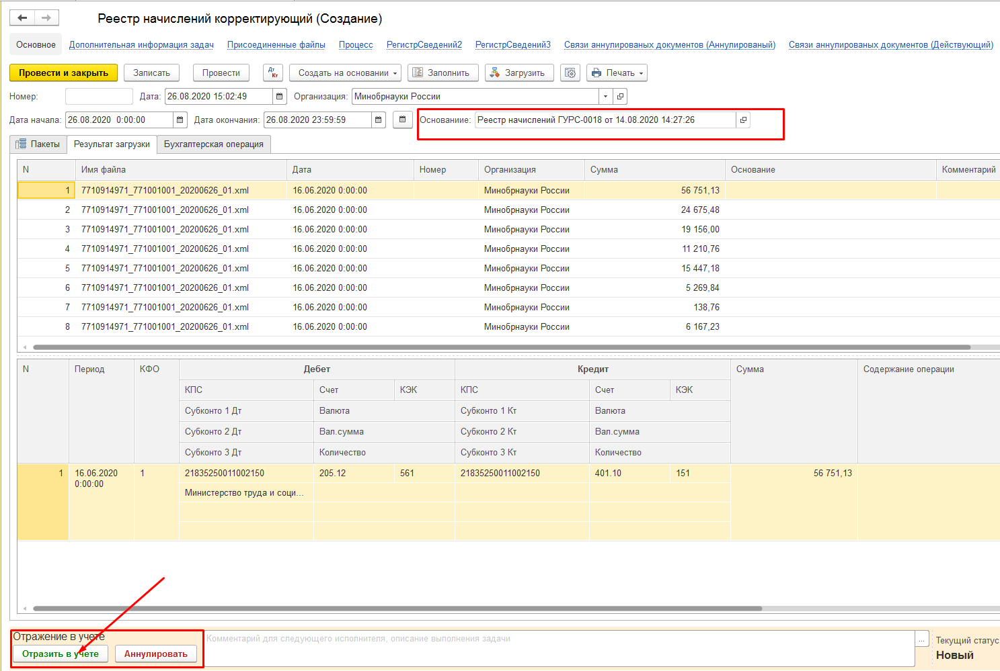 Реестр начислений корректирующий (Создание)
Основное Дополнительная информация задач Присоединенные файлы Процесс РегистрСведений2 РегистрСведений3 Связи аннулированых документов (Аннулированый) Связи аннулированых документов (Действующий)
Провести и закрыть Записать Провести Дт Кт Создать на основании Заполнить Загрузить Печать
Номер: Дата: 26.08.2020 15:02:49 Организация: Минобрнауки России
Дата начала: 26.08.2020 0:00:00 Дата окончания: 26.08.2020 23:59:59 Основаниие: Реестр начислений ГУРС-0018 от 14.08.2020 14:27:26
Пакеты Результат загрузки Бухгалтерская операция
N Имя файла Дата Номер Организация Сумма Основание Комментарий
1 7710914971_771001001_20200626_01.xml 16.06.2020 0:00:00 Минобрнауки России 56 751,13
2 7710914971_771001001_20200626_01.xml 16.06.2020 0:00:00 Минобрнауки России 24 675,48
3 7710914971_771001001_20200626_01.xml 16.06.2020 0:00:00 Минобрнауки России 19 156,00
4 7710914971_771001001_20200626_01.xml 16.06.2020 0:00:00 Минобрнауки России 11 210,76
5 7710914971_771001001_20200626_01.xml 16.06.2020 0:00:00 Минобрнауки России 15 447,18
6 7710914971_771001001_20200626_01.xml 16.06.2020 0:00:00 Минобрнауки России 5 269,84
7 7710914971_771001001_20200626_01.xml 16.06.2020 0:00:00 Минобрнауки России 138,76
8 7710914971_771001001_20200626_01.xml 16.06.2020 0:00:00 Минобрнауки России 6 167,23
N Период КФО Дебет Кредит Сумма Содержание операции
КПС Счет КЭК КПС Счет КЭК
Субконто 1 Дт Валюта Субконто 1 Кт Валюта
Субконто 2 Дт Вал.сумма Субконто 2 Кт Вал.сумма
Субконто 3 Дт Количество Субконто 3 Кт Количество
1 16.06.2020 1 21835250011002150 205.12 561 21835250011002150 401.10 151 56 751,13
0:00:00
Министерство труда и соци...
Отражение в учете
Комментарий для следующего исполнителя, описание выполнения задачи
...
Текущий статус
Отразить в учете Аннулировать
Новый